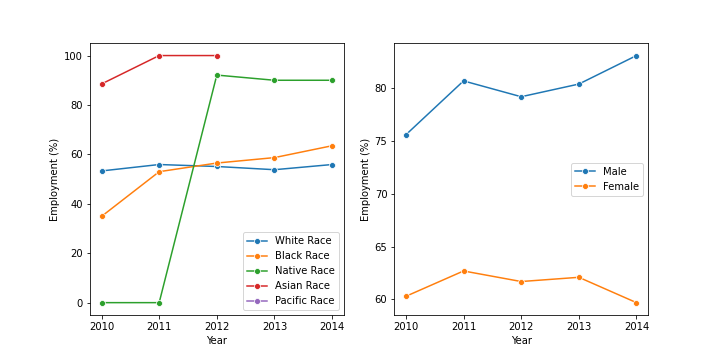 Employment (%)
100
80
60
40
20
0
White Race
Black Race
Native Race
Asian Race
Pacific Race
2010 2011 2012 2013 2014
Year
Employment (%)
80
75
70
65
60
Male
Female
2010 2011 2012 2013 2014
Year